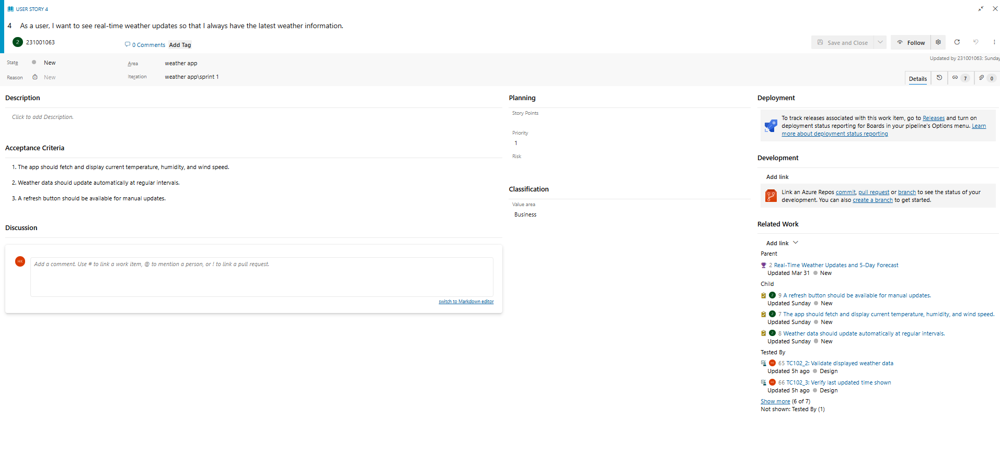 USER STORY 4
4 As a user, I want to see real-time weather updates so that I always have the latest weather information.
2 231001063
0 Comments Add Tag
Save and Close
Follow
State New
Area weather app
Updated by 231001063: Sunday
Reason New
Iteration weather app\sprint 1
Details 7 0
Description
Click to add Description.
Acceptance Criteria
1. The app should fetch and display current temperature, humidity, and wind speed.
2. Weather data should update automatically at regular intervals.
3. A refresh button should be available for manual updates.
Discussion
HK
Add a comment. Use # to link a work item, @ to mention a person, or ! to link a pull request.
switch to Markdown editor
Planning
Story Points
Priority
1
Risk
Classification
Value area
Business
Deployment
To track releases associated with this work item, go to Releases and turn on
deployment status reporting for Boards in your pipeline's Options menu. Learn
more about deployment status reporting
Development
Add link
Link an Azure Repos commit, pull request or branch to see the status of your
development. You can also create a branch to get started.
Related Work
Add link
Parent
2 Real-Time Weather Updates and 5-Day Forecast
Updated Mar 31 New
Child
2 9 A refresh button should be available for manual updates.
Updated Sunday New
2 7 The app should fetch and display current temperature, humidity, and wind speed.
Updated Sunday New
2 8 Weather data should update automatically at regular intervals.
Updated Sunday New
Tested By
HK 65 TC102_2: Validate displayed weather data
Updated 5h ago Design
HK 66 TC102_3: Verify last updated time shown
Updated 5h ago Design
Show more (6 of 7)
Not shown: Tested By (1)